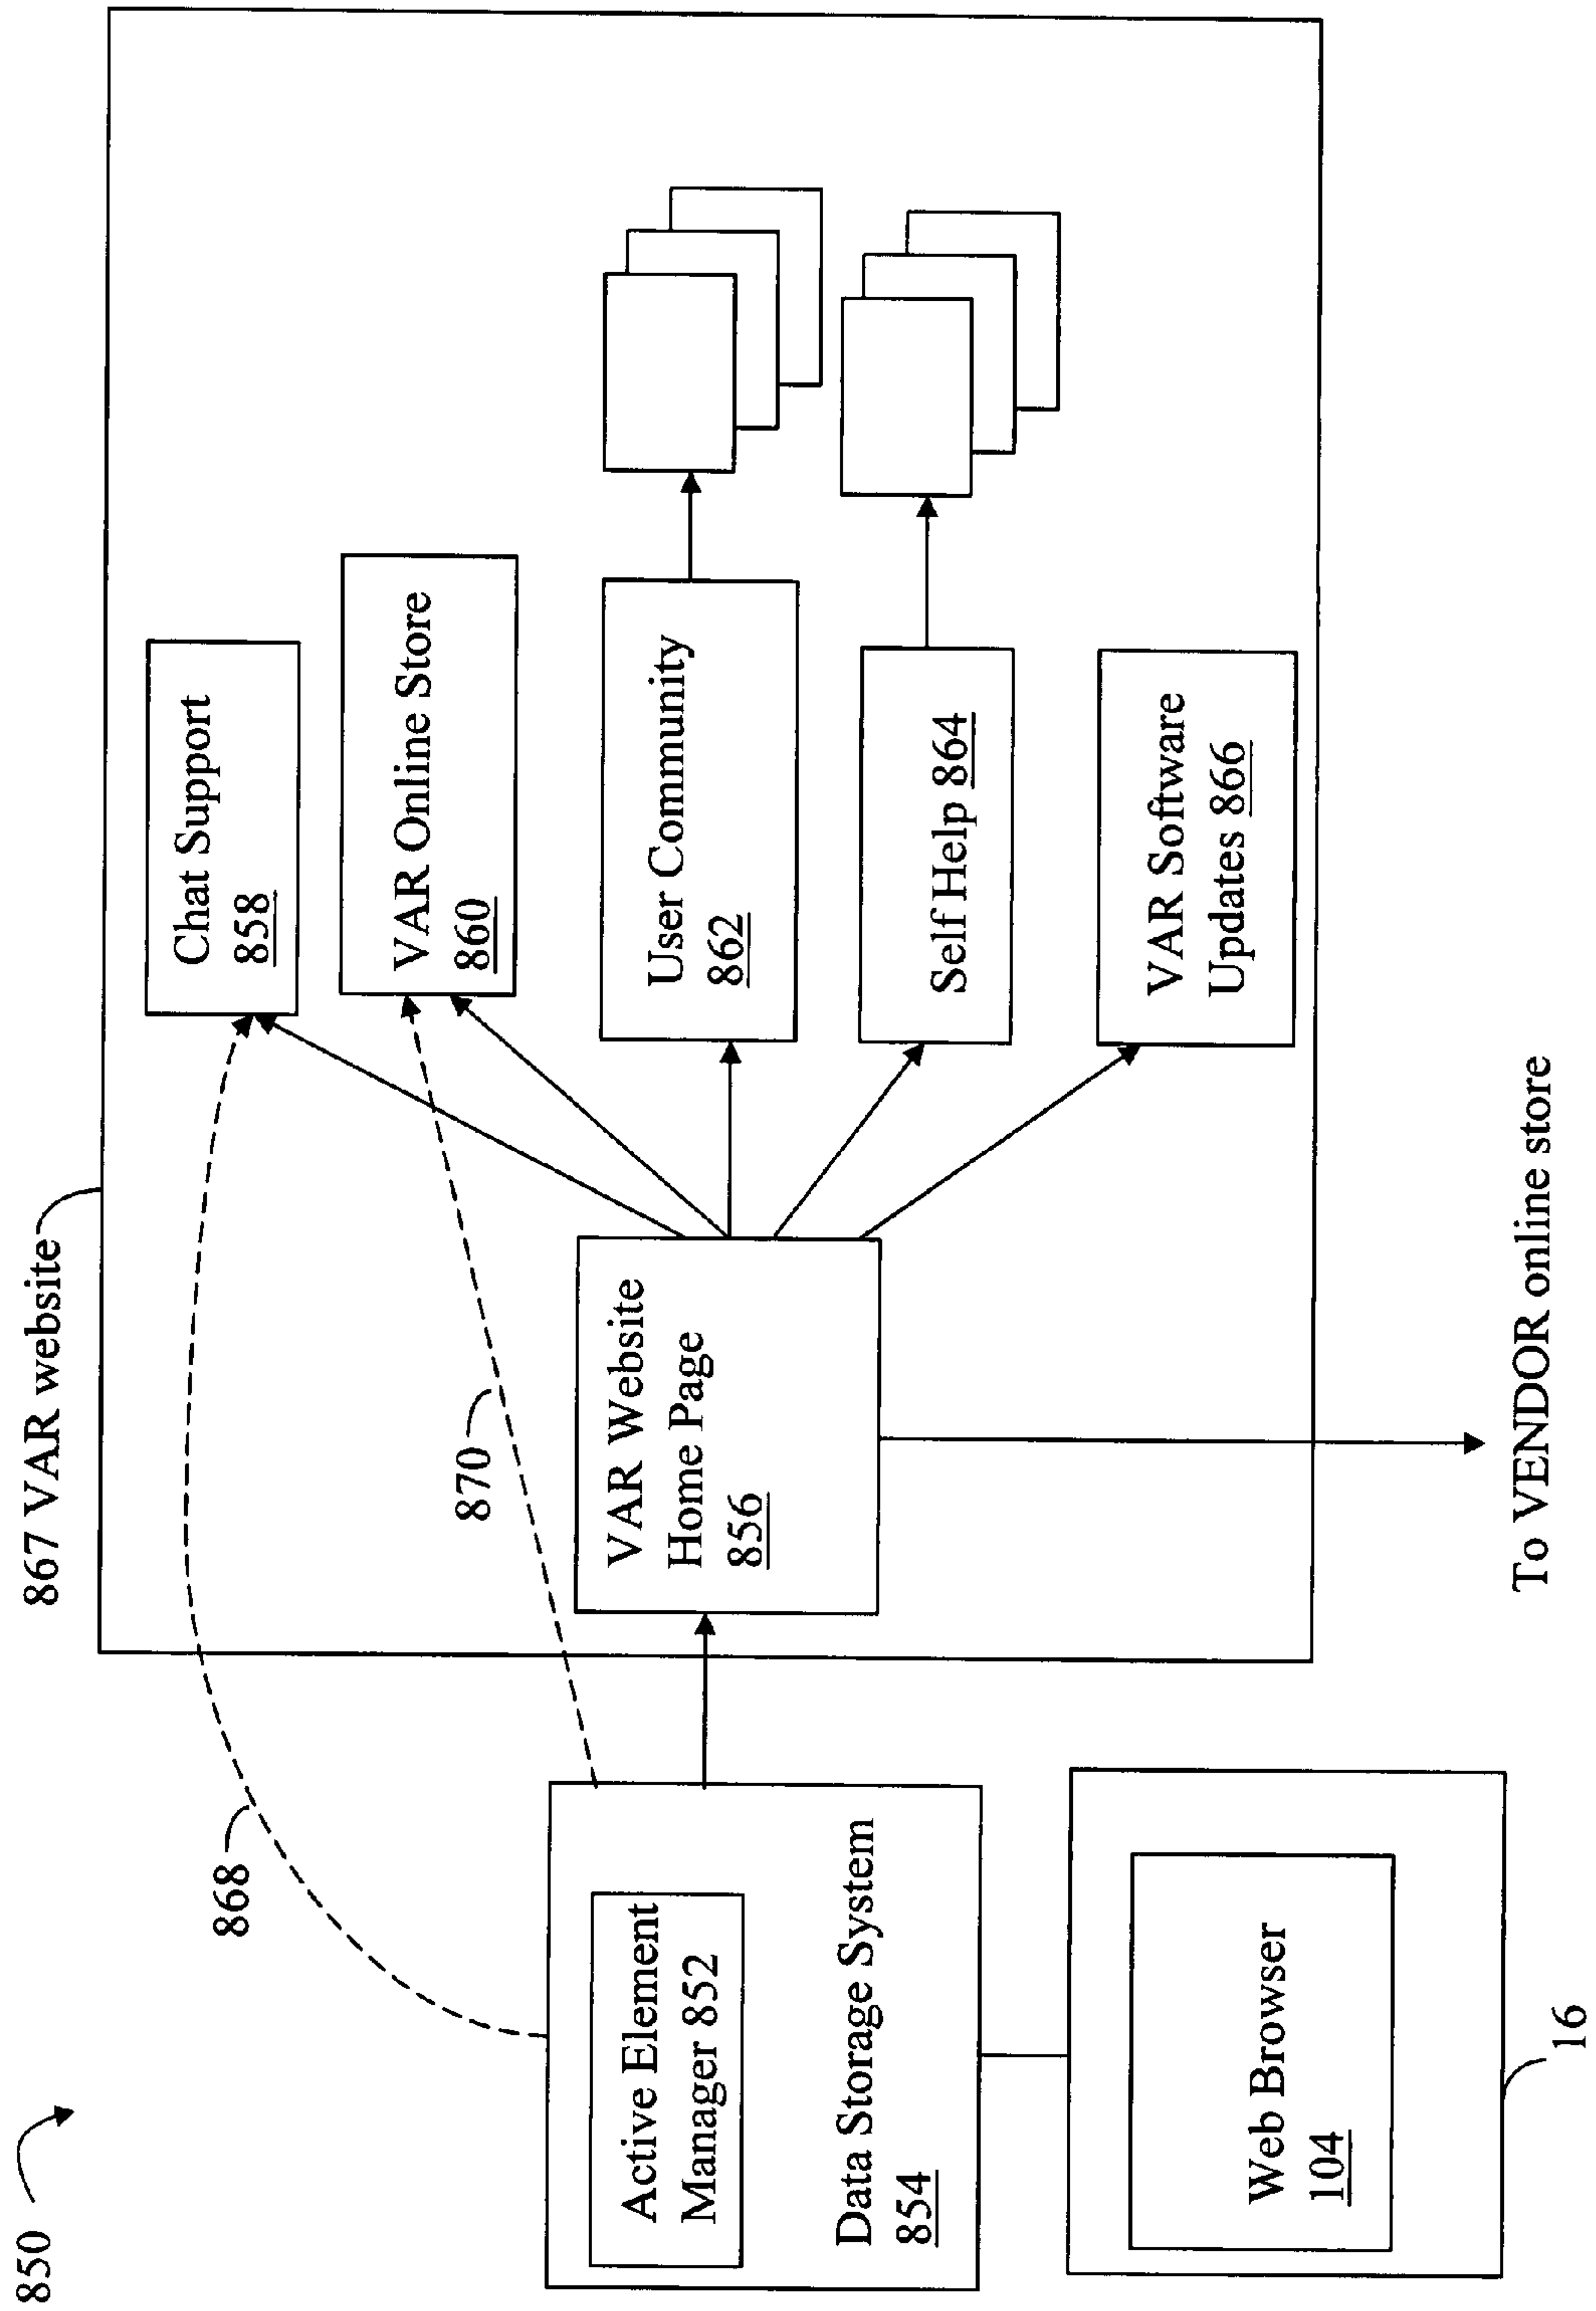 850
867 VAR website
868
870
Active Element
Manager 852
Data Storage System
854
Web Browser
104
16
VAR Website
Home Page
856
Chat Support
858
VAR Online Store
860
User Community
862
Self Help 864
VAR Software
Updates 866
To VENDOR online store